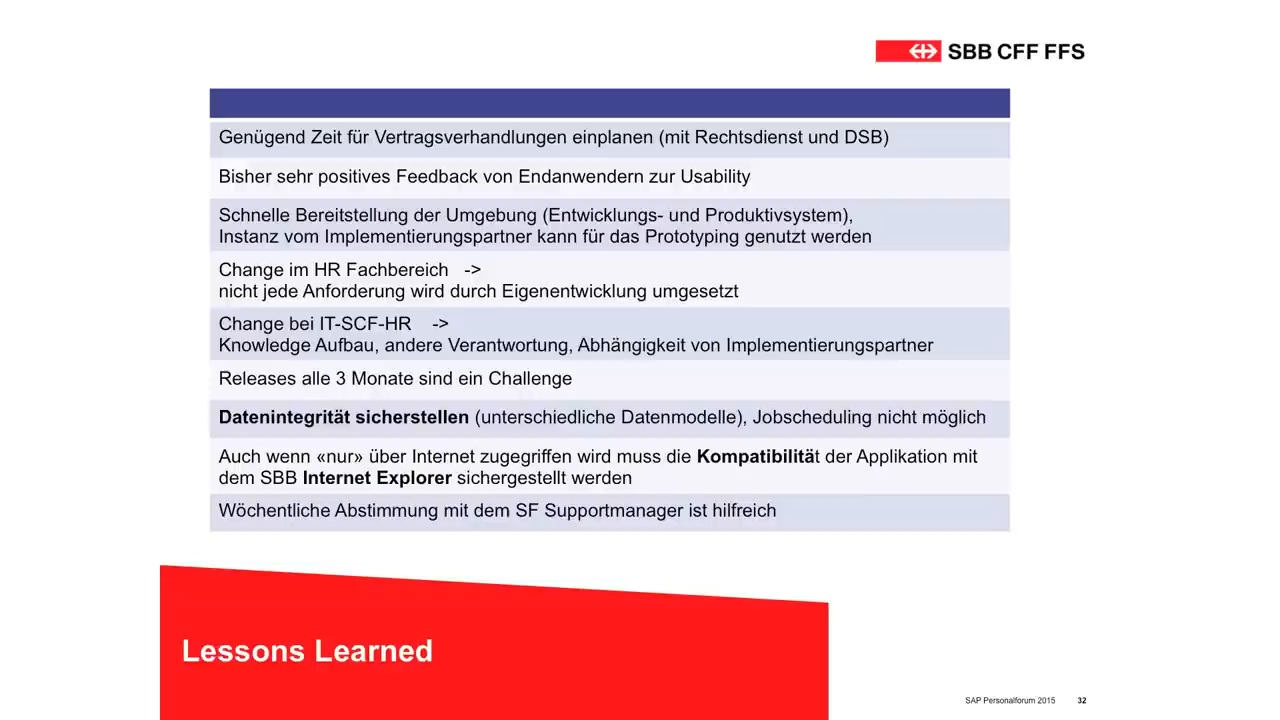 SBB CFF FFS
Genügend Zeit für Vertragsverhandlungen einplanen (mit Rechtsdienst und DSB)
Bisher sehr positives Feedback von Endanwendern zur Usability
Schnelle Bereitstellung der Umgebung (Entwicklungs- und Produktivsystem),
Instanz vom Implementierungspartner kann für das Prototyping genutzt werden
Change im HR Fachbereich ->
nicht jede Anforderung wird durch Eigenentwicklung umgesetzt
Change bei IT-SCF-HR ->
Knowledge Aufbau, andere Verantwortung, Abhängigkeit von Implementierungspartner
Releases alle 3 Monate sind ein Challenge
Datenintegrität sicherstellen (unterschiedliche Datenmodelle), Jobscheduling nicht möglich
Auch wenn «nur» über Internet zugegriffen wird muss die Kompatibilität der Applikation mit
dem SBB Internet Explorer sichergestellt werden
Wöchentliche Abstimmung mit dem SF Supportmanager ist hilfreich
Lessons Learned
SAP Personalforum 2015 32